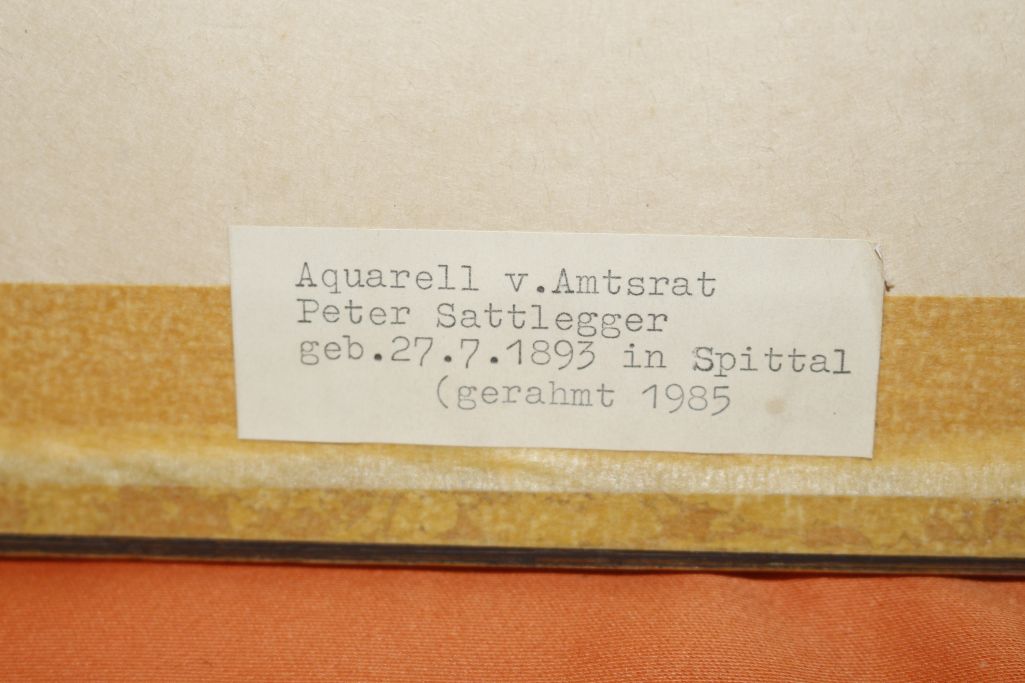 Aquarell v.Amtsrat
Peter Sattlegger
geb.27.7.1893 in Spittal
(gerahmt 1985